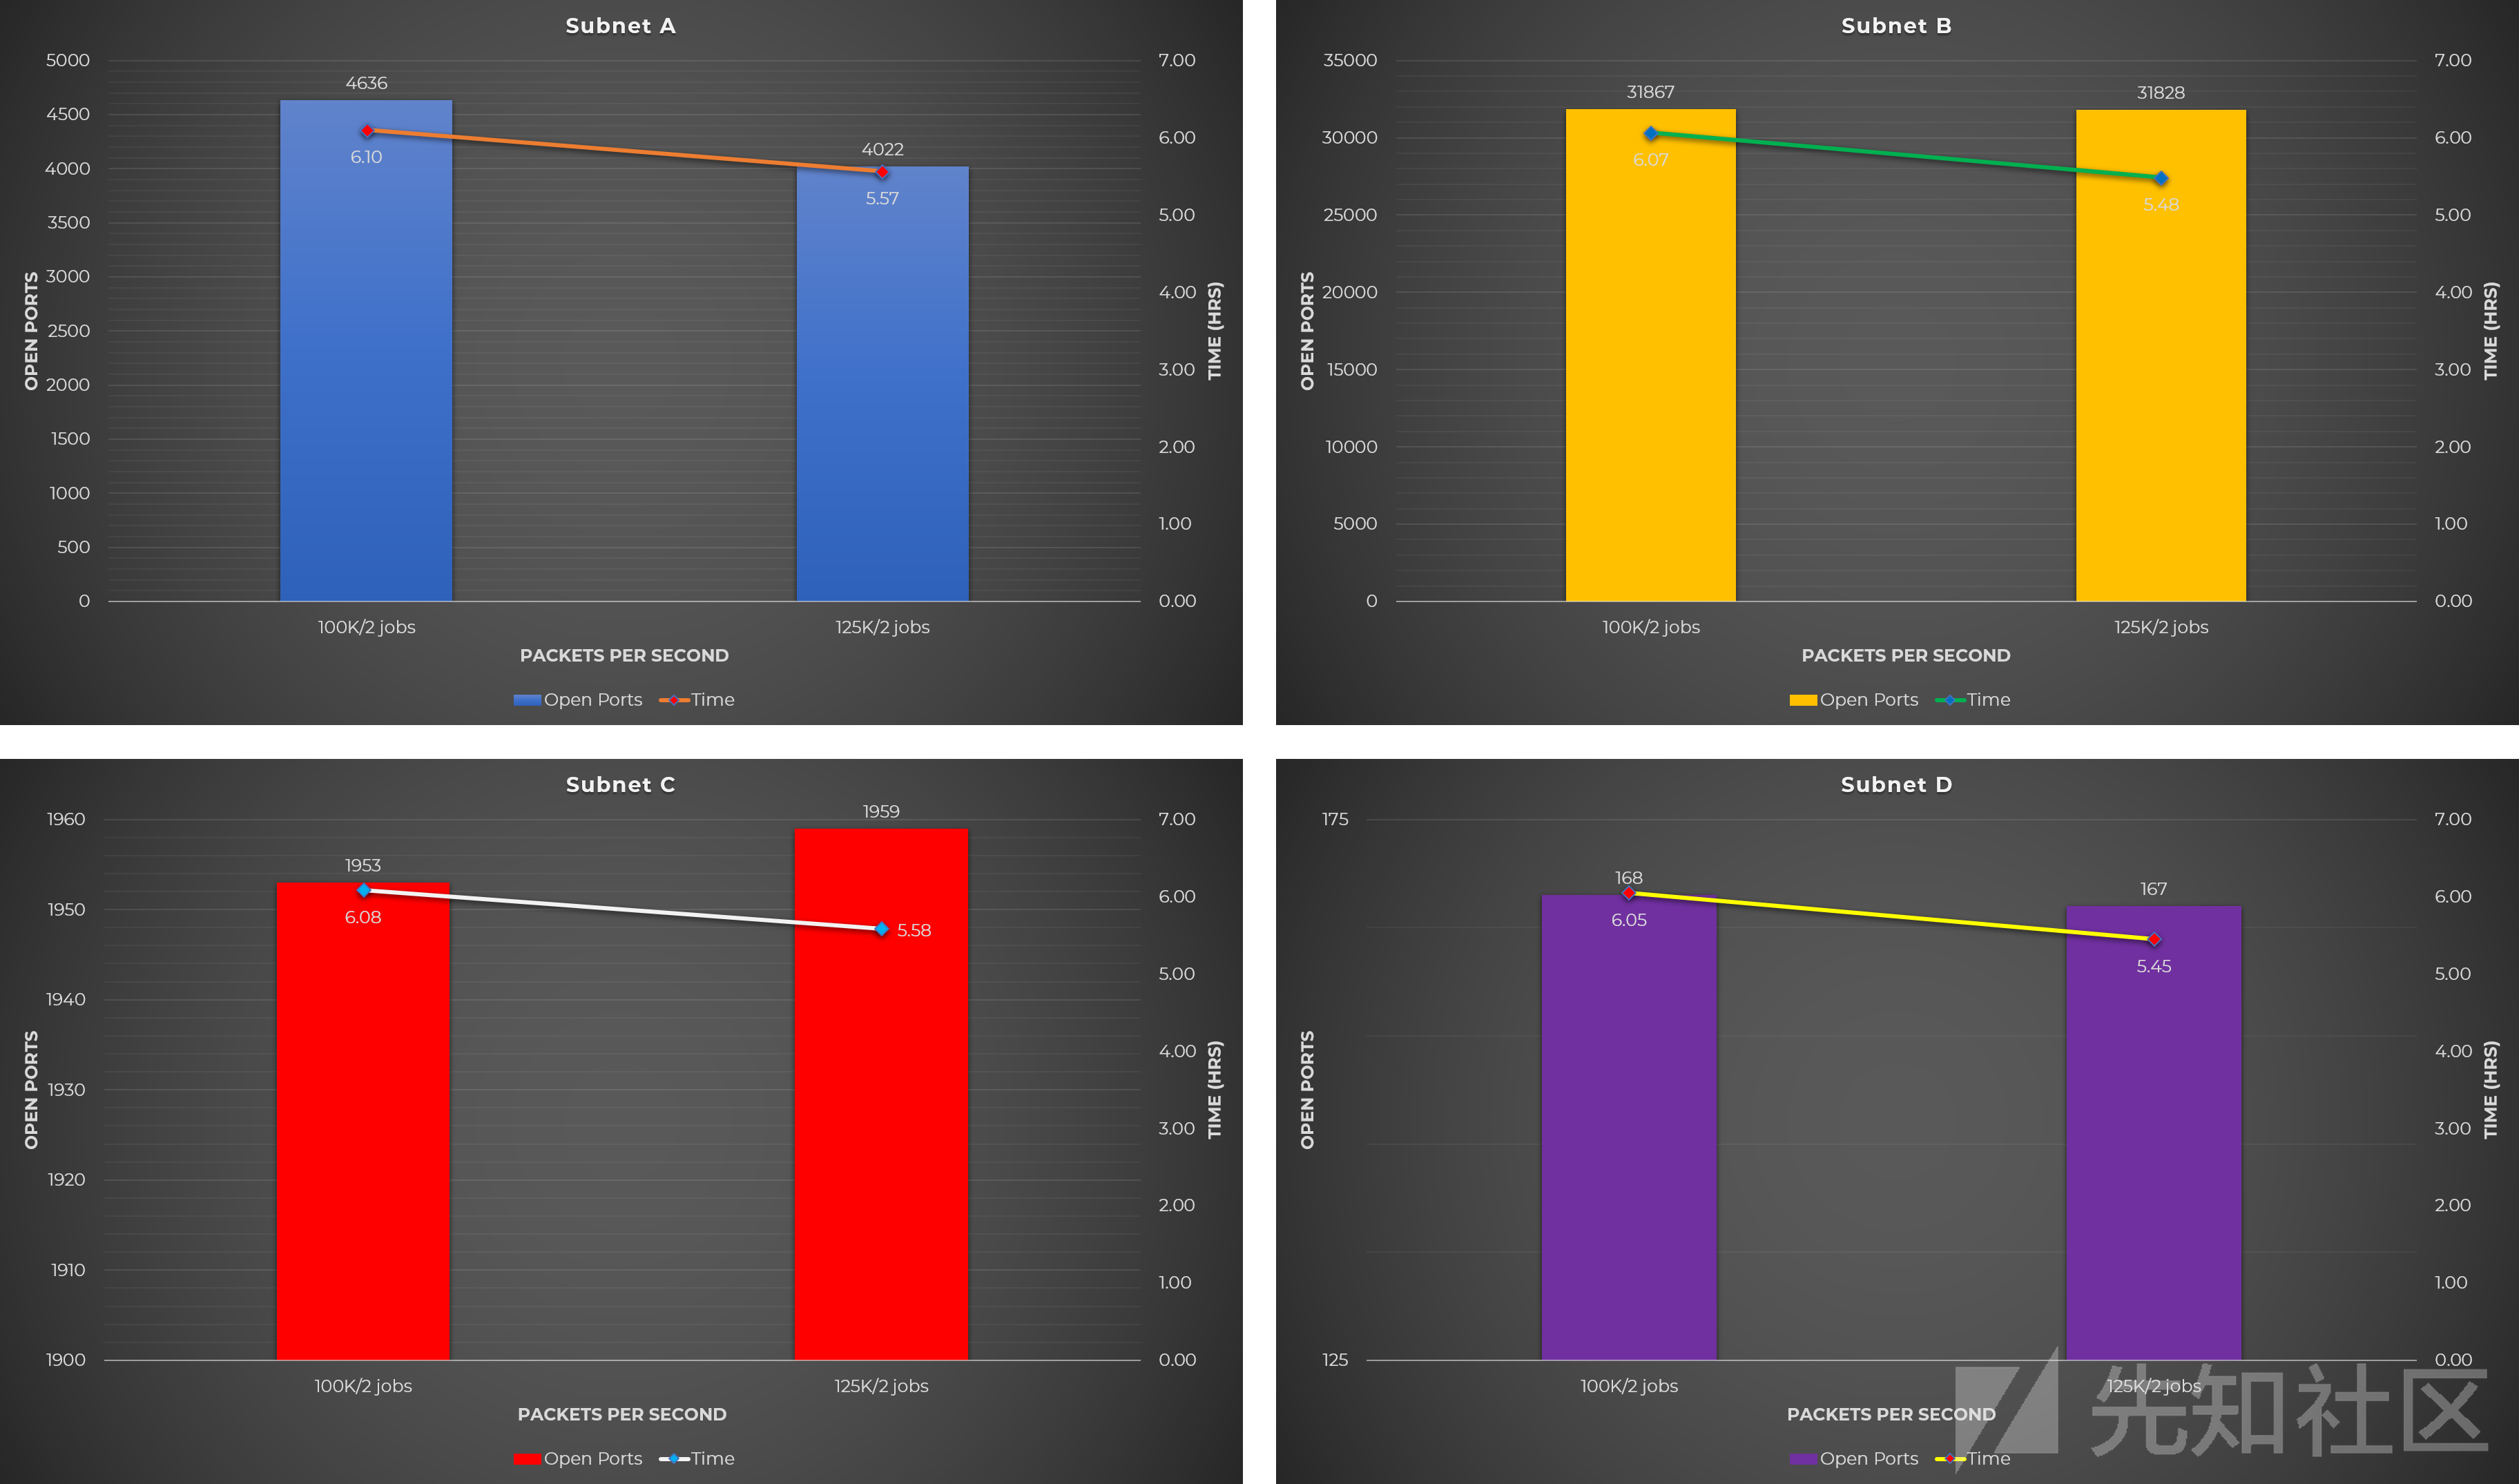 Subnet A
5000
4500
4000
3500
3000
2500
2000
1500
1000
500
0
OPEN PORTS
4636
6.10
4022
5.57
7.00
6.00
5.00
4.00
3.00
2.00
1.00
0.00
TIME (HRS)
100K/2 jobs
125K/2 jobs
PACKETS PER SECOND
Open Ports Time
Subnet B
35000
30000
25000
20000
15000
10000
5000
0
OPEN PORTS
31867
6.07
31828
5.48
7.00
6.00
5.00
4.00
3.00
2.00
1.00
0.00
TIME (HRS)
100K/2 jobs
125K/2 jobs
PACKETS PER SECOND
Open Ports Time
Subnet C
1960
1950
1940
1930
1920
1910
1900
OPEN PORTS
1953
6.08
1959
5.58
7.00
6.00
5.00
4.00
3.00
2.00
1.00
0.00
TIME (HRS)
100K/2 jobs
125K/2 jobs
PACKETS PER SECOND
Open Ports Time
Subnet D
175
125
OPEN PORTS
168
6.05
167
5.45
7.00
6.00
5.00
4.00
3.00
2.00
1.00
0.00
TIME (HRS)
100K/2 jobs
125K/2 jobs
PACKETS PER SECOND
Open Ports Time
先知社区